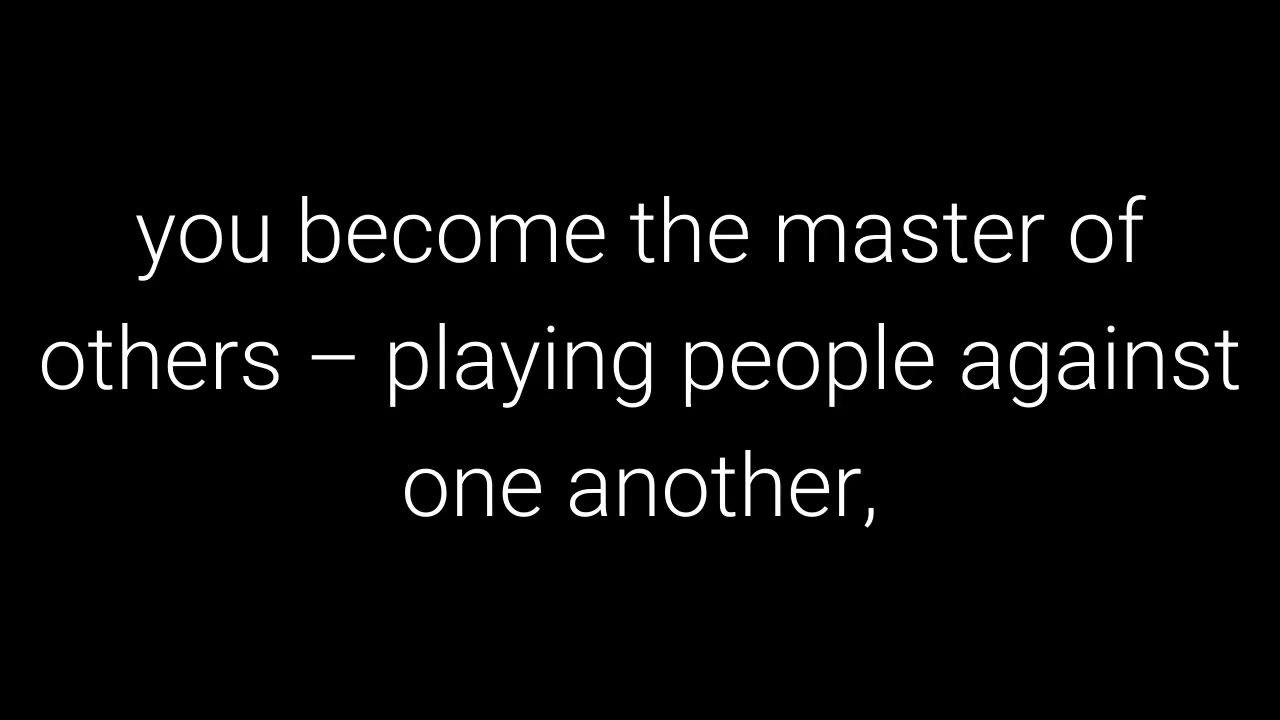 you become the master of
others – playing people against
one another,